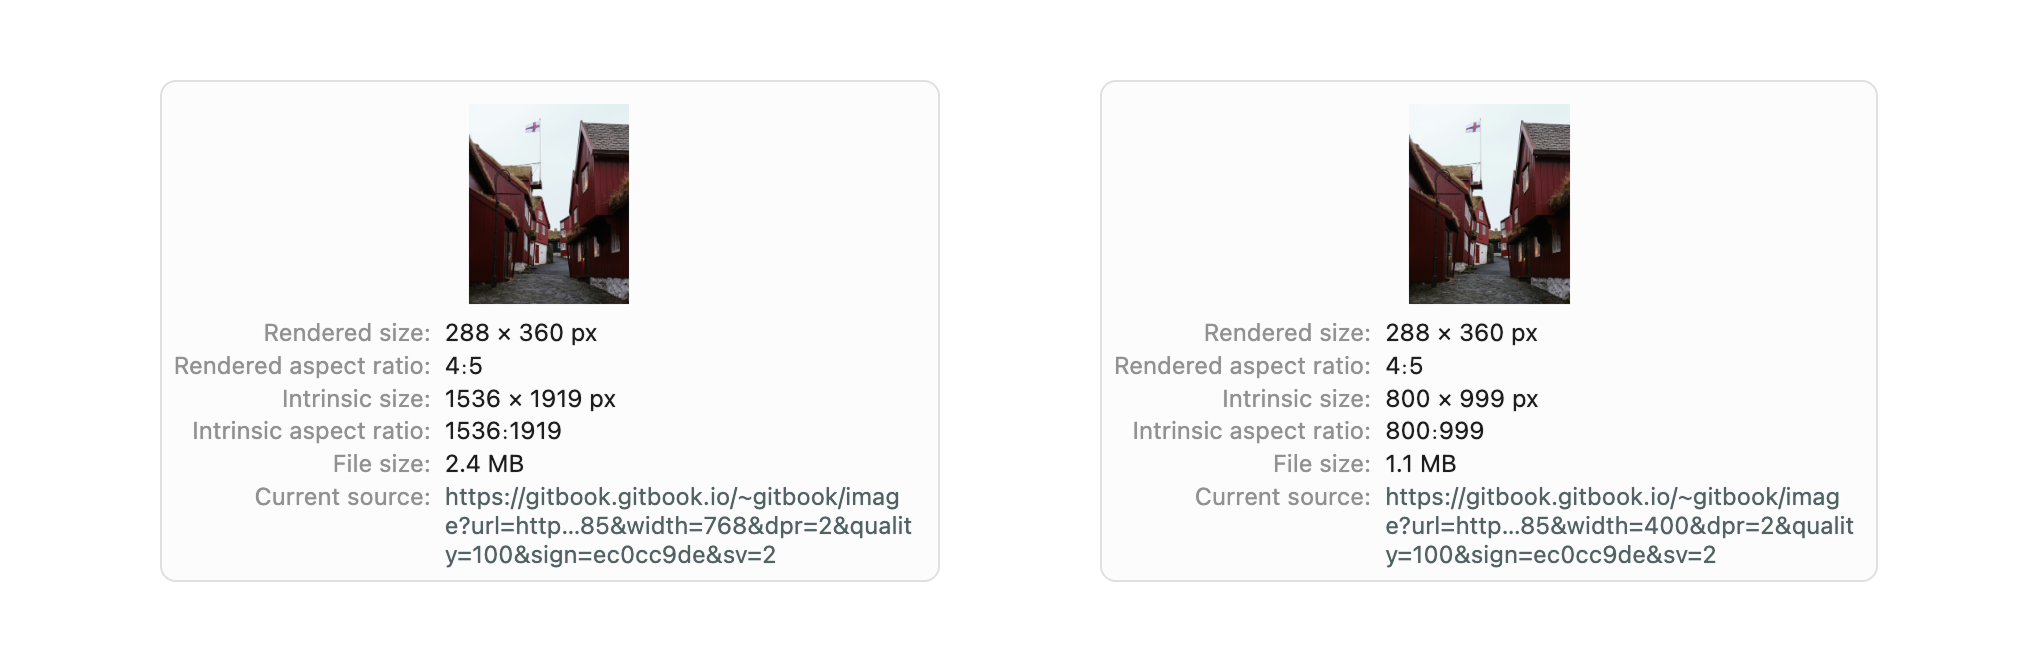 Rendered size: 288 × 360 px
Rendered aspect ratio: 4:5
Intrinsic size: 1536 × 1919 px
Intrinsic aspect ratio: 1536:1919
File size: 2.4 MB
Current source: https://gitbook.gitbook.io/~gitbook/imag
e?url=http...85&width=768&dpr=2&qualit
y=100&sign=ec0cc9de&sv=2
Rendered size: 288 × 360 px
Rendered aspect ratio: 4:5
Intrinsic size: 800 × 999 px
Intrinsic aspect ratio: 800:999
File size: 1.1 MB
Current source: https://gitbook.gitbook.io/~gitbook/imag
e?url=http...85&width=400&dpr=2&qualit
y=100&sign=ec0cc9de&sv=2